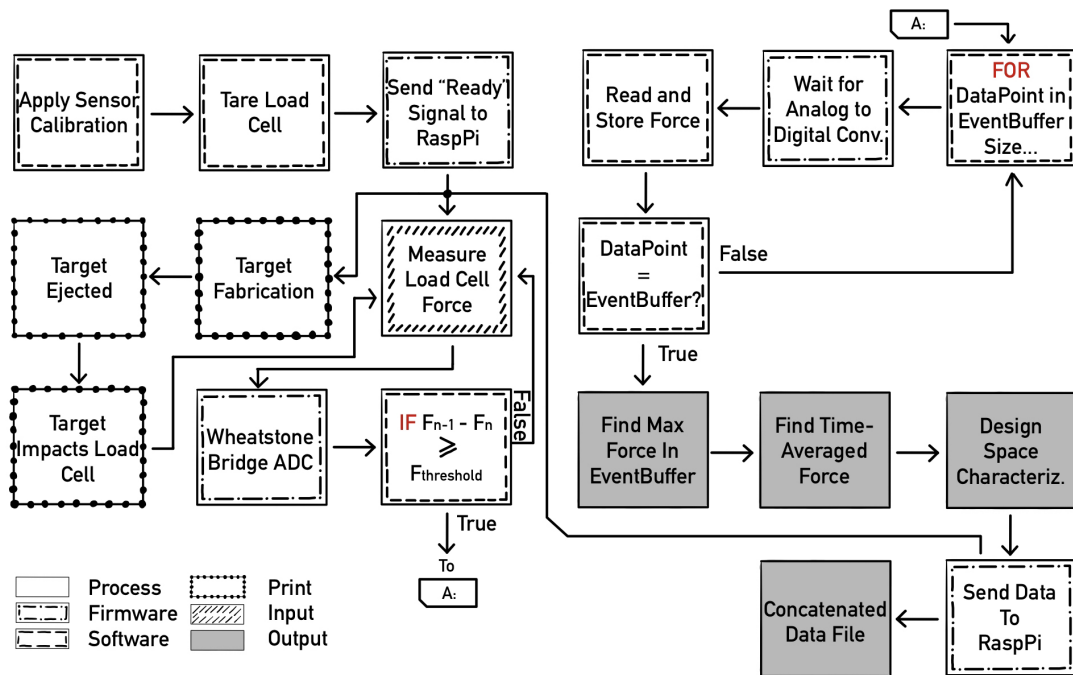 A:
Apply Sensor
Calibration
Tare Load
Cell
Send “Ready”
Signal to
RaspPi
Read and
Store Force
Wait for
Analog to
Digital Conv.
FOR
DataPoint in
EventBuffer
Size...
Target
Ejected
Target
Fabrication
Measure
Load Cell
Force
DataPoint
=
EventBuffer?
False
True
Target
Impacts Load
Cell
Wheatstone
Bridge ADC
IF Fn-1 - Fn
⩾
Fthreshold
False
True
To
A:
Find Max
Force In
EventBuffer
Find Time-
Averaged
Force
Design
Space
Characteriz.
Concatenated
Data File
Send Data
To
RaspPi
Process
Firmware
Software
Print
Input
Output